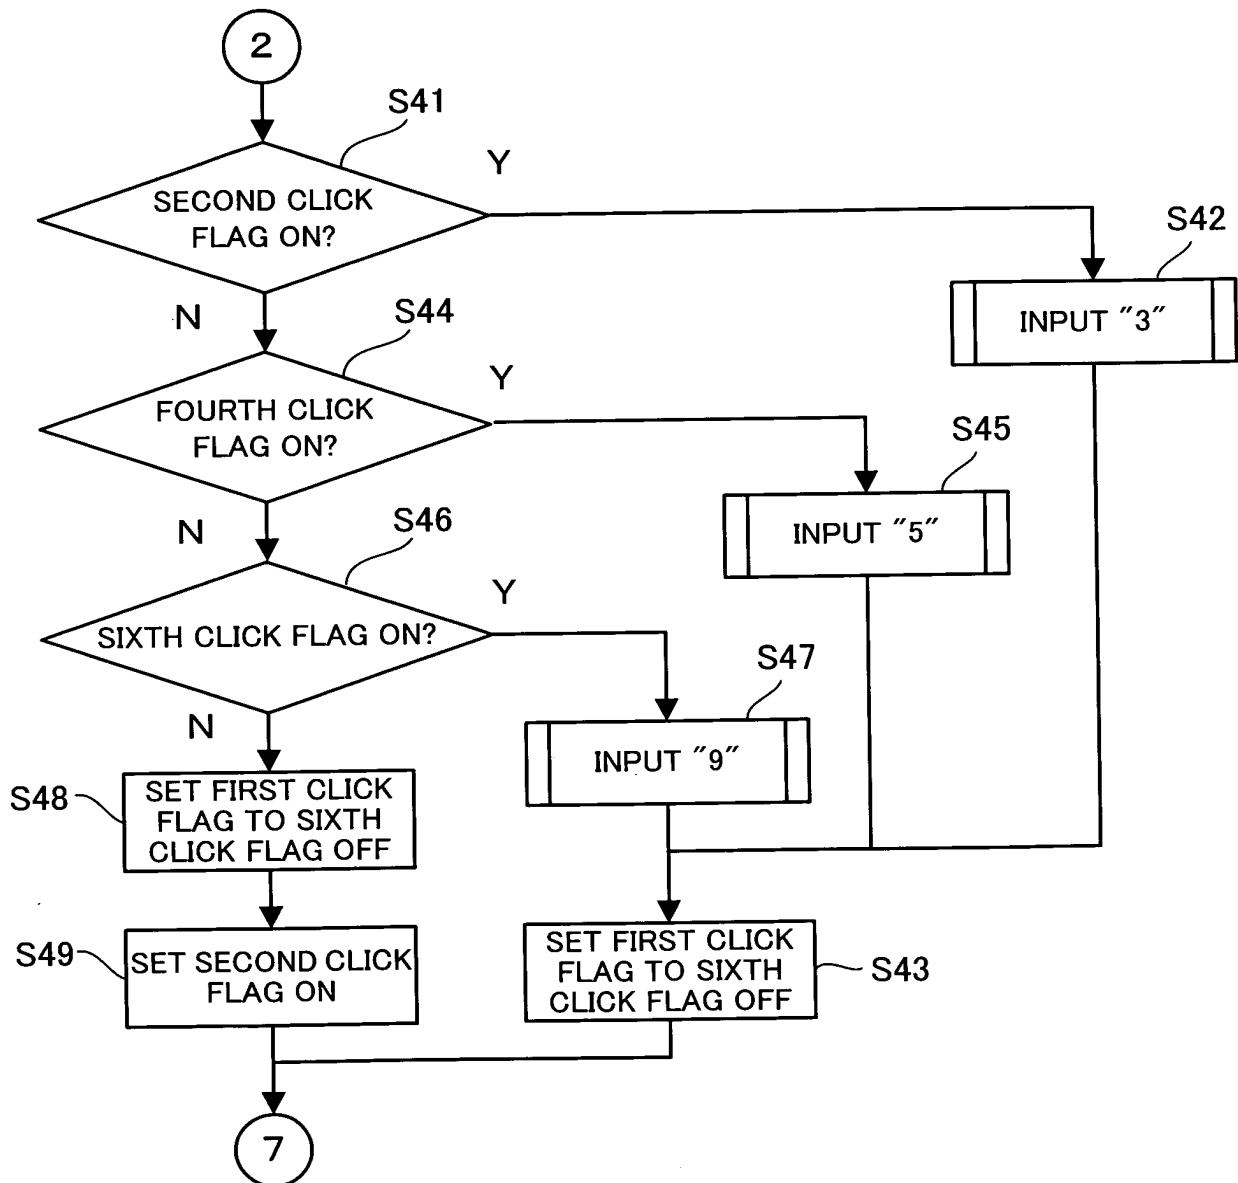 2
S41
Y
SECOND CLICK
FLAG ON?
S42
INPUT "3"
N
S44
Y
FOURTH CLICK
FLAG ON?
S45
INPUT "5"
N
S46
Y
SIXTH CLICK FLAG ON?
S47
INPUT "9"
N
S48
SET FIRST CLICK
FLAG TO SIXTH
CLICK FLAG OFF
S49
SET SECOND CLICK
FLAG ON
SET FIRST CLICK
FLAG TO SIXTH
CLICK FLAG OFF
S43
7